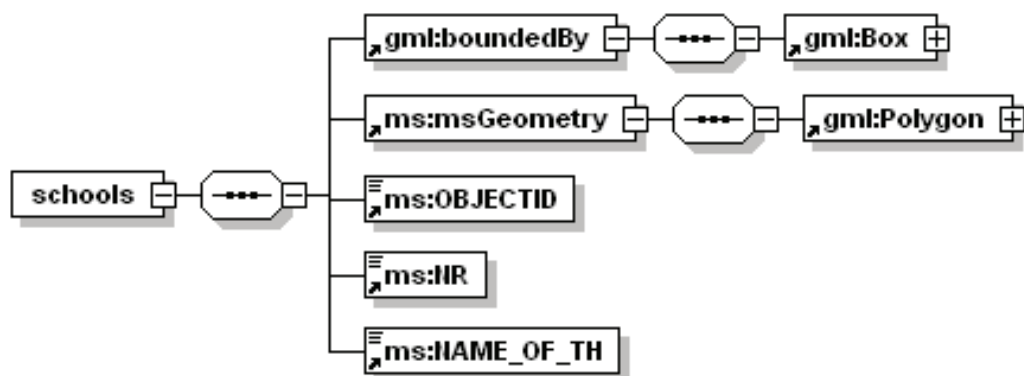 gml:boundedBy
gml:Box
ms:msGeometry
gml:Polygon
schools
ms:OBJECTID
ms:NR
ms:NAME_OF_TH